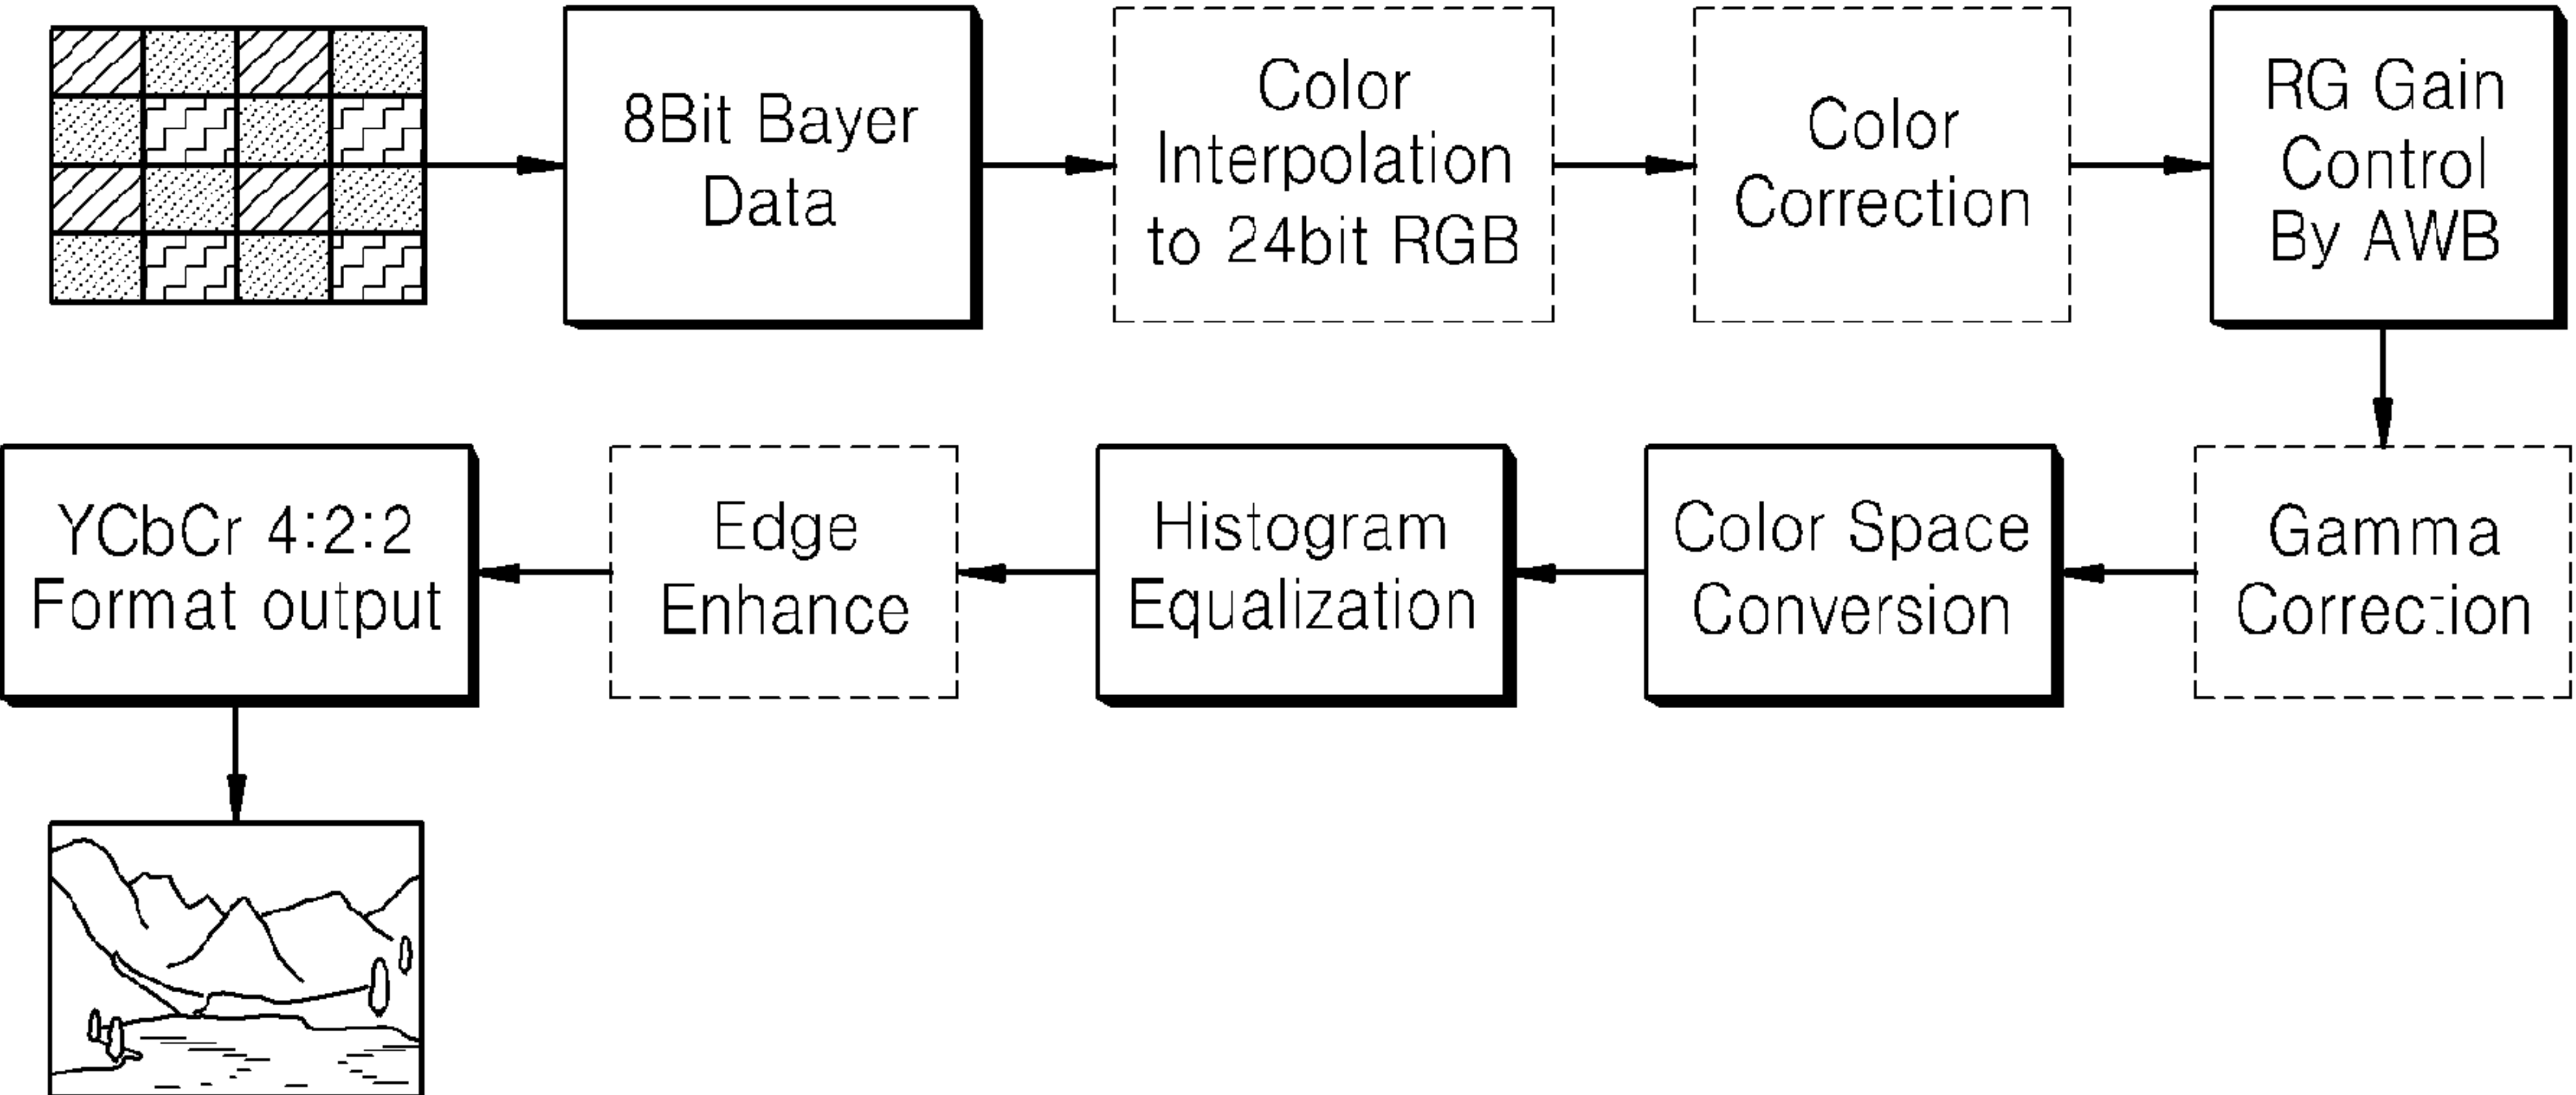 8Bit Bayer
Data
Color
Interpolation
to 24bit RGB
Color
Correction
RG Gain
Control
By AWB
Gamma
Correction
Color Space
Conversion
Histogram
Equalization
Edge
Enhance
YCbCr 4:2:2
Format output